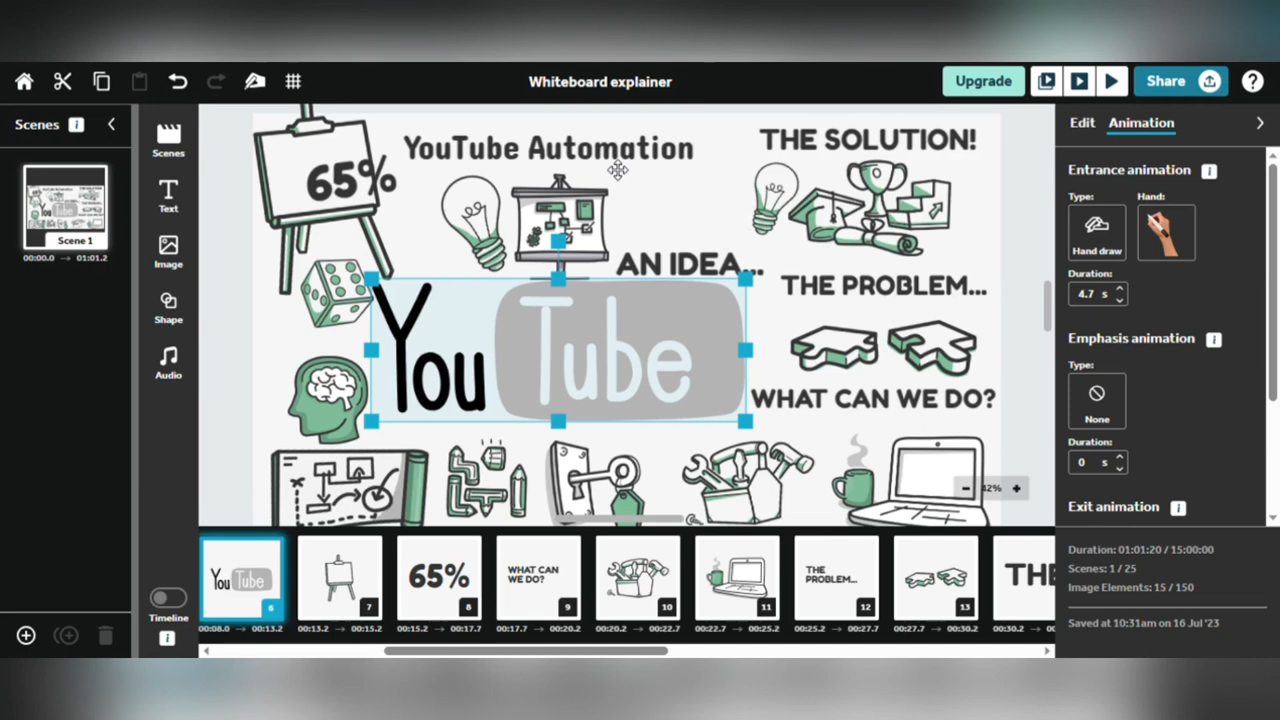 Whiteboard explainer
Upgrade
Share
?
Scenes i
Scene 1
00:00.0 → 01:01.2
Scenes
Text
Image
Shape
Audio
Timeline
i
65%
YouTube Automation
THE SOLUTION!
AN IDEA...
THE PROBLEM...
You Tube
WHAT CAN WE DO?
42%
Edit Animation
Entrance animation i
Type: Hand:
Hand draw
Duration:
4.7 s
Emphasis animation i
Type:
None
Duration:
0 s
Exit animation i
Duration: 01:01:20 / 15:00:00
Scenes: 1 / 25
Image Elements: 15 / 150
Saved at 10:31am on 16 Jul '23
You Tube
6
7
65%
8
WHAT CAN
WE DO?
9
10
11
THE
PROBLEM...
12
13
THE
00:08.0 → 00:13.2
00:13.2 → 00:15.2
00:15.2 → 00:17.7
00:17.7 → 00:20.2
00:20.2 → 00:22.7
00:22.7 → 00:25.2
00:25.2 → 00:27.7
00:27.7 → 00:30.2
00:30.2 → 00